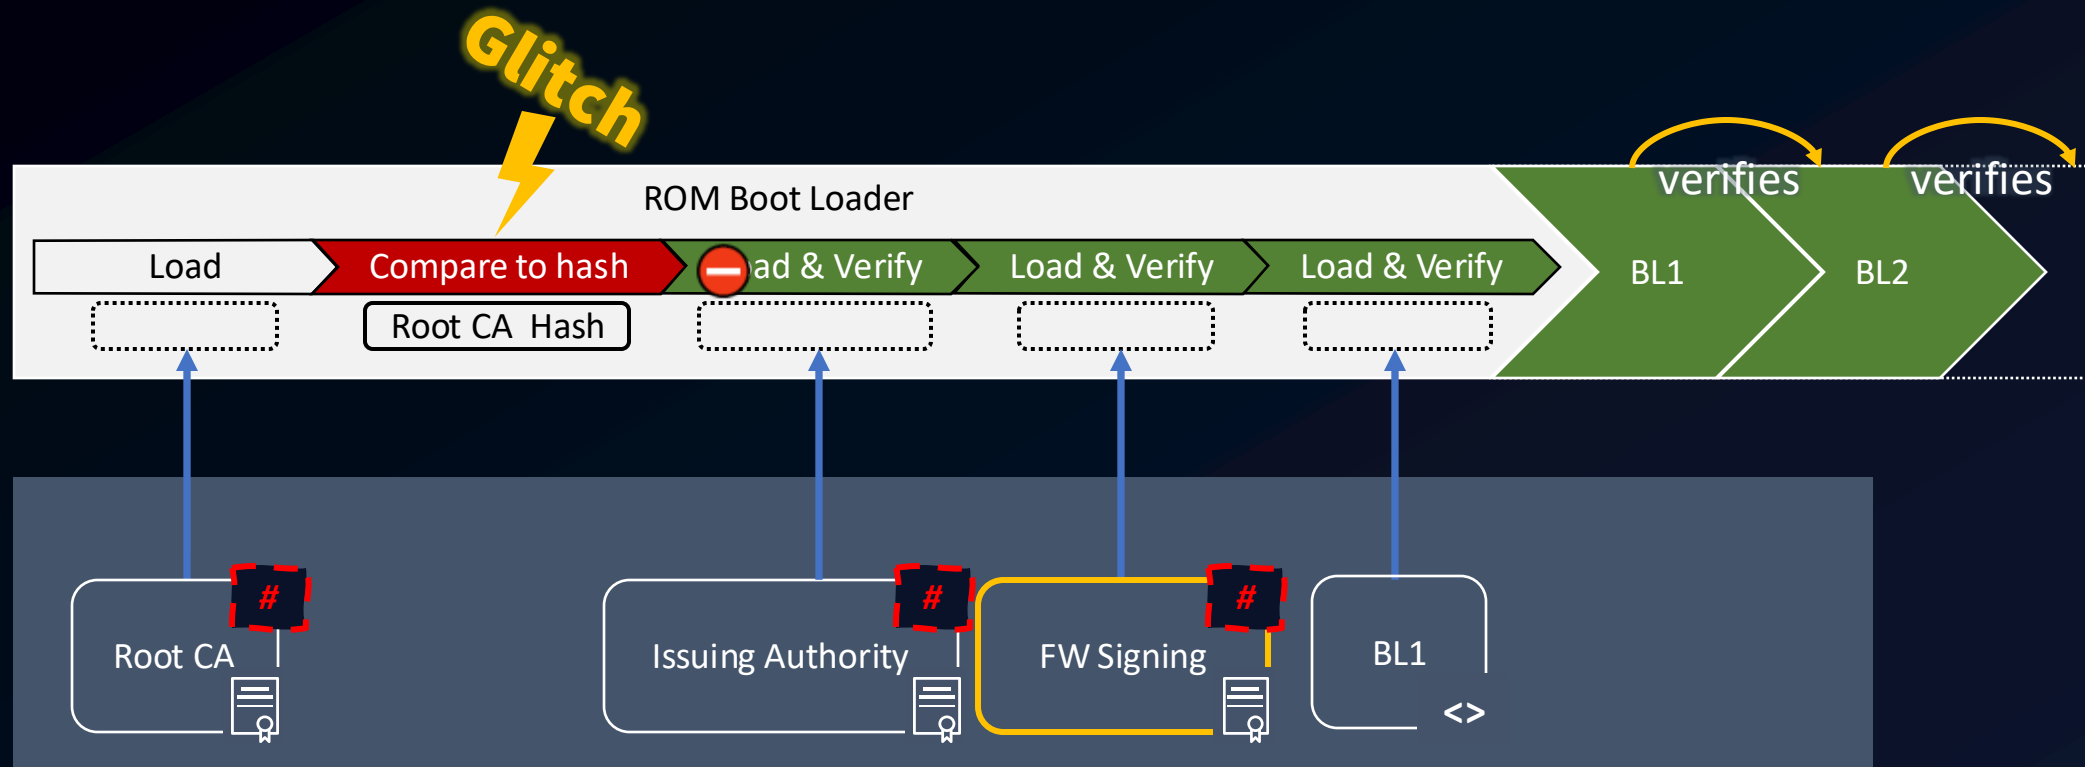 Glitch
ROM Boot Loader
verifies
verifies
Load
Compare to hash
ad & Verify
Load & Verify
Load & Verify
BL1
BL2
Root CA Hash
#
#
#
Root CA
Issuing Authority
FW Signing
BL1
<>